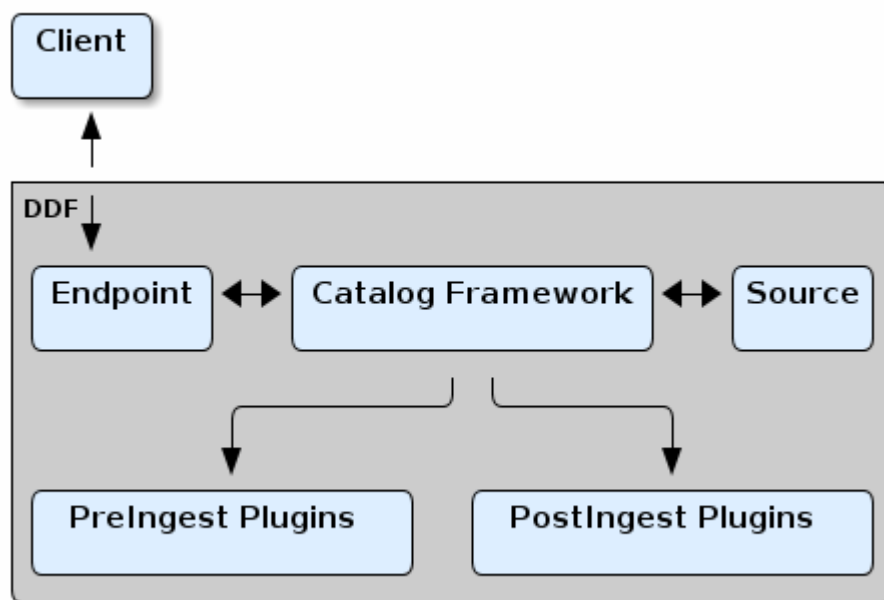 Client
DDF
Endpoint
Catalog Framework
Source
PreIngest Plugins
PostIngest Plugins